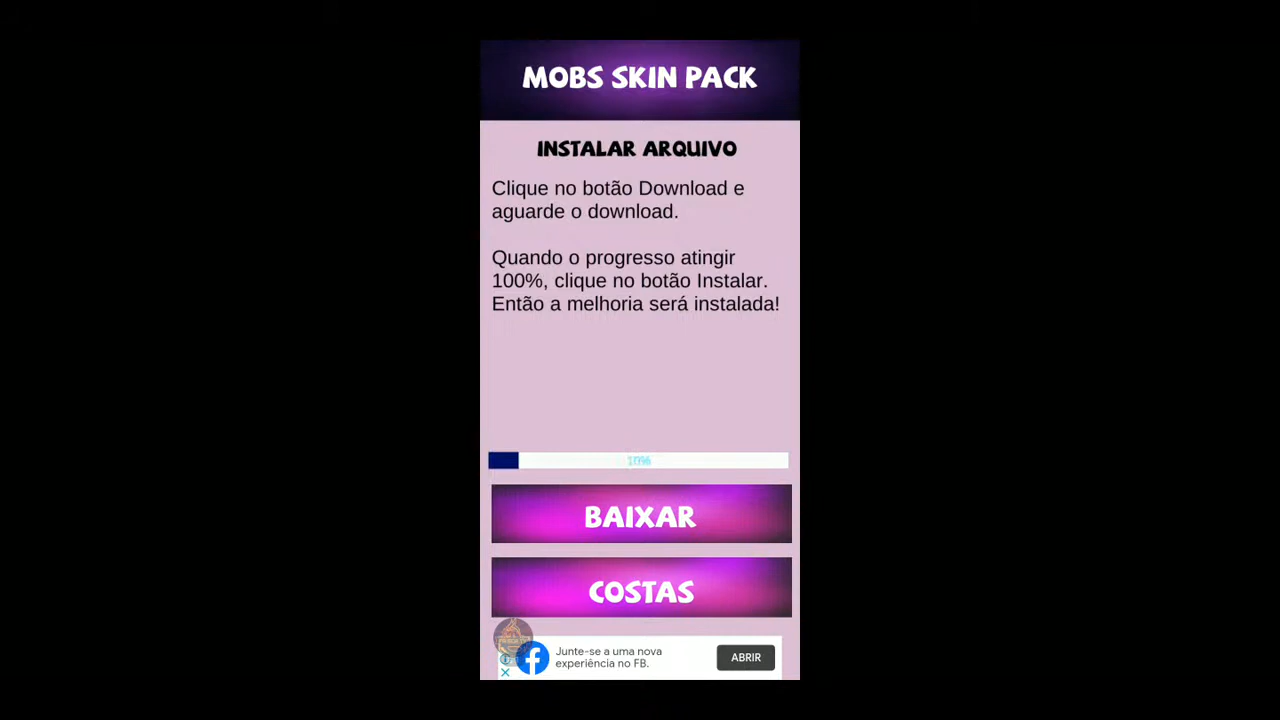 MOBS SKIN PACK
INSTALAR ARQUIVO
Clique no botão Download e
aguarde o download.
Quando o progresso atingir
100%, clique no botão Instalar.
Então a melhoria será instalada!
10%
BAIXAR
COSTAS
Junte-se a uma nova
experiência no FB.
ABRIR